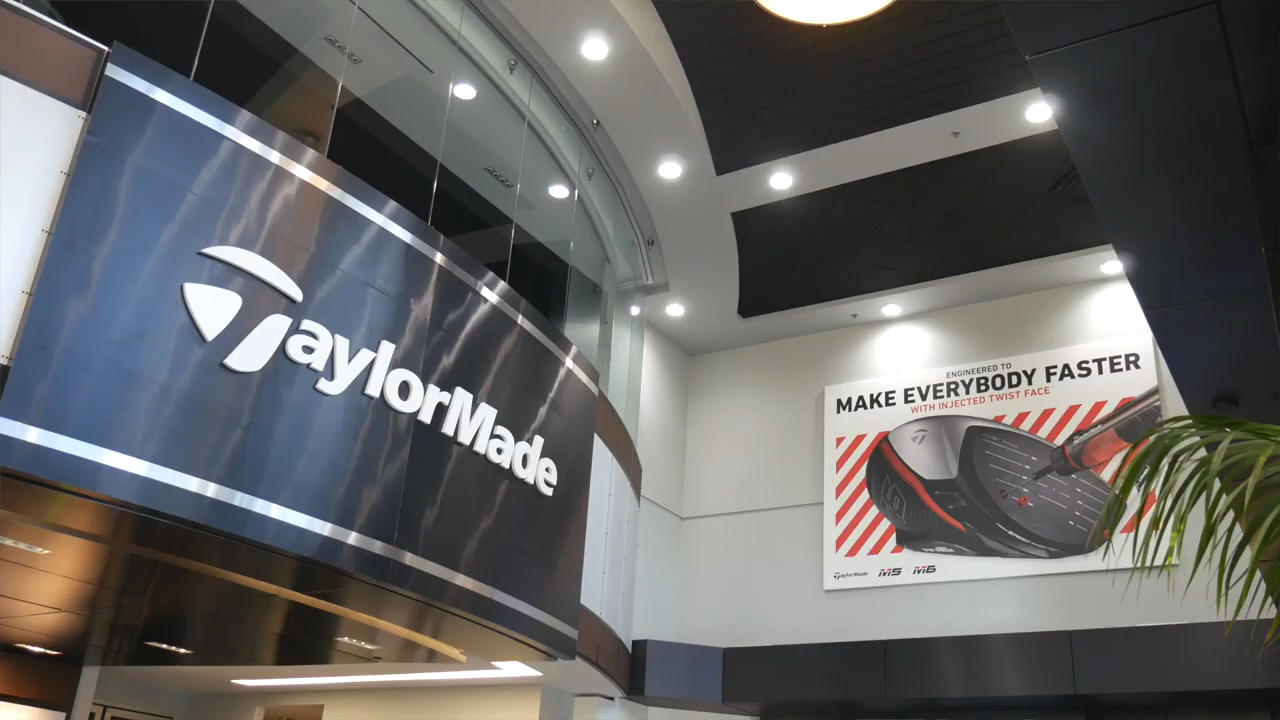 TaylorMade
ENGINEERED TO
MAKE EVERYBODY FASTER
WITH INJECTED TWIST FACE
TaylorMade M5 M6